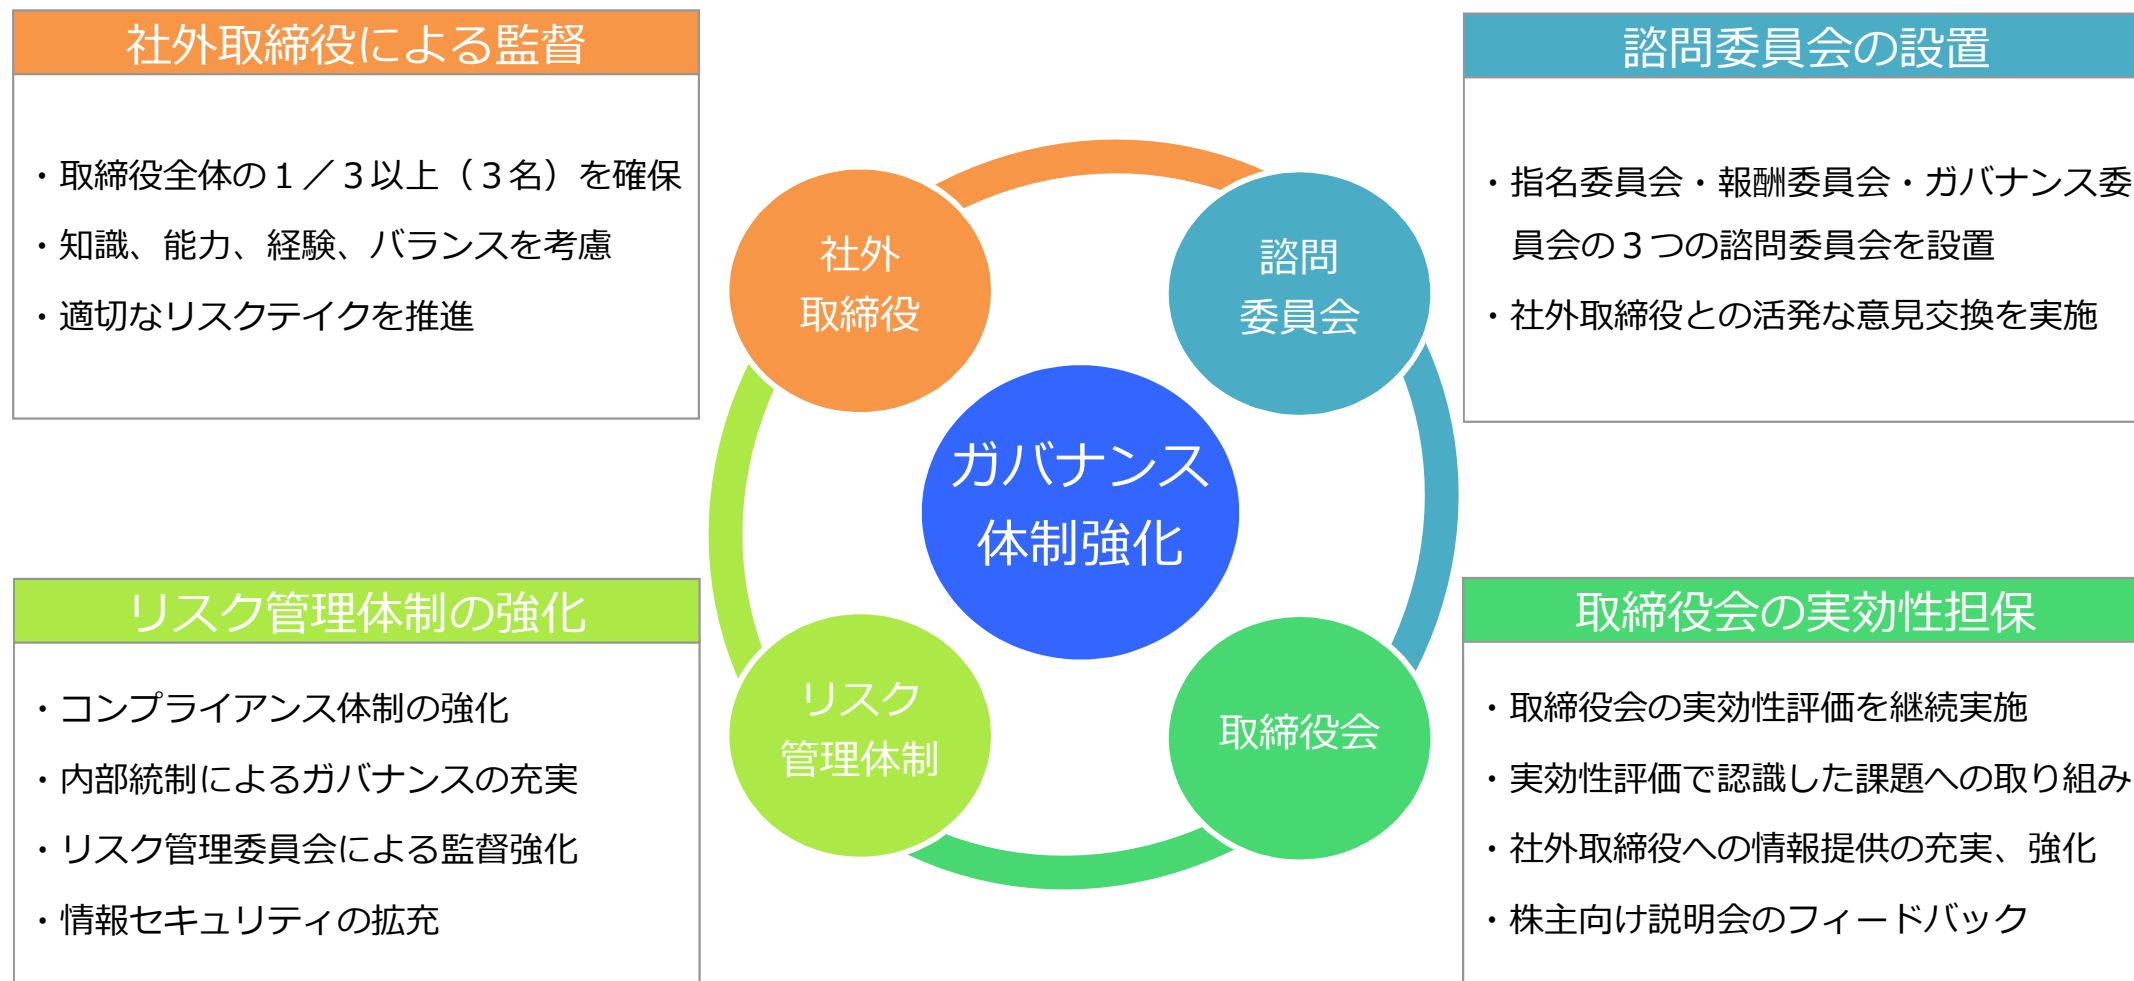 社外取締役による監督
・取締役全体の１／３以上（３名）を確保
・知識、能力、経験、バランスを考慮
・適切なリスクテイクを推進
諮問委員会の設置
・指名委員会・報酬委員会・ガバナンス委
員会の３つの諮問委員会を設置
・社外取締役との活発な意見交換を実施
社外
取締役
諮問
委員会
ガバナンス
体制強化
リスク
管理体制
取締役会
リスク管理体制の強化
・コンプライアンス体制の強化
・内部統制によるガバナンスの充実
・リスク管理委員会による監督強化
・情報セキュリティの拡充
取締役会の実効性担保
・取締役会の実効性評価を継続実施
・実効性評価で認識した課題への取り組み
・社外取締役への情報提供の充実、強化
・株主向け説明会のフィードバック